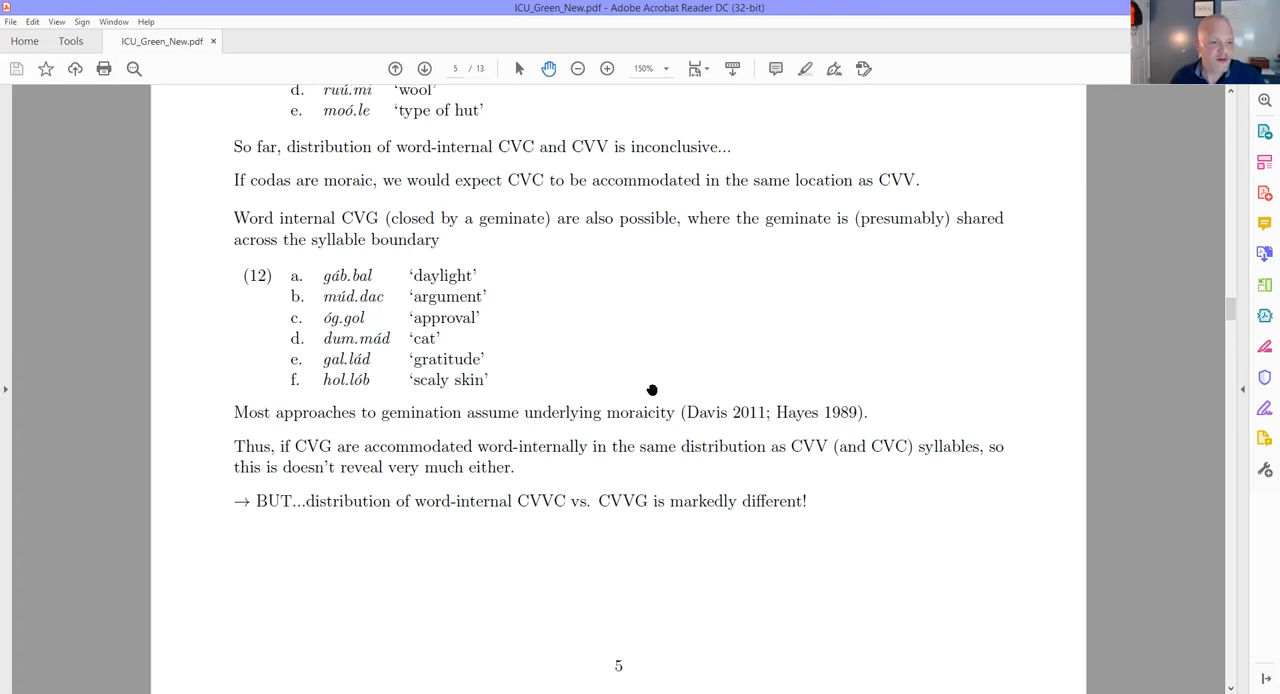 ICU_Green_New.pdf - Adobe Acrobat Reader DC (32-bit)
File Edit View Sign Window Help
Home Tools ICU_Green_New.pdf ×
5 / 13 150%
d. ruú.mi ‘wool’
e. moó.le ‘type of hut’
So far, distribution of word-internal CVC and CVV is inconclusive...
If codas are moraic, we would expect CVC to be accommodated in the same location as CVV.
Word internal CVG (closed by a geminate) are also possible, where the geminate is (presumably) shared
across the syllable boundary
(12) a. gáb.bal ‘daylight’
b. múd.dac ‘argument’
c. óg.gol ‘approval’
d. dum.mád ‘cat’
e. gal.lád ‘gratitude’
f. hol.lób ‘scaly skin’
Most approaches to gemination assume underlying moraicity (Davis 2011; Hayes 1989).
Thus, if CVG are accommodated word-internally in the same distribution as CVV (and CVC) syllables, so
this is doesn’t reveal very much either.
→ BUT...distribution of word-internal CVVC vs. CVVG is markedly different!
5